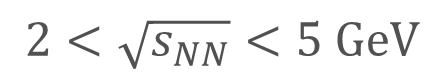 2 < √s_NN < 5 GeV